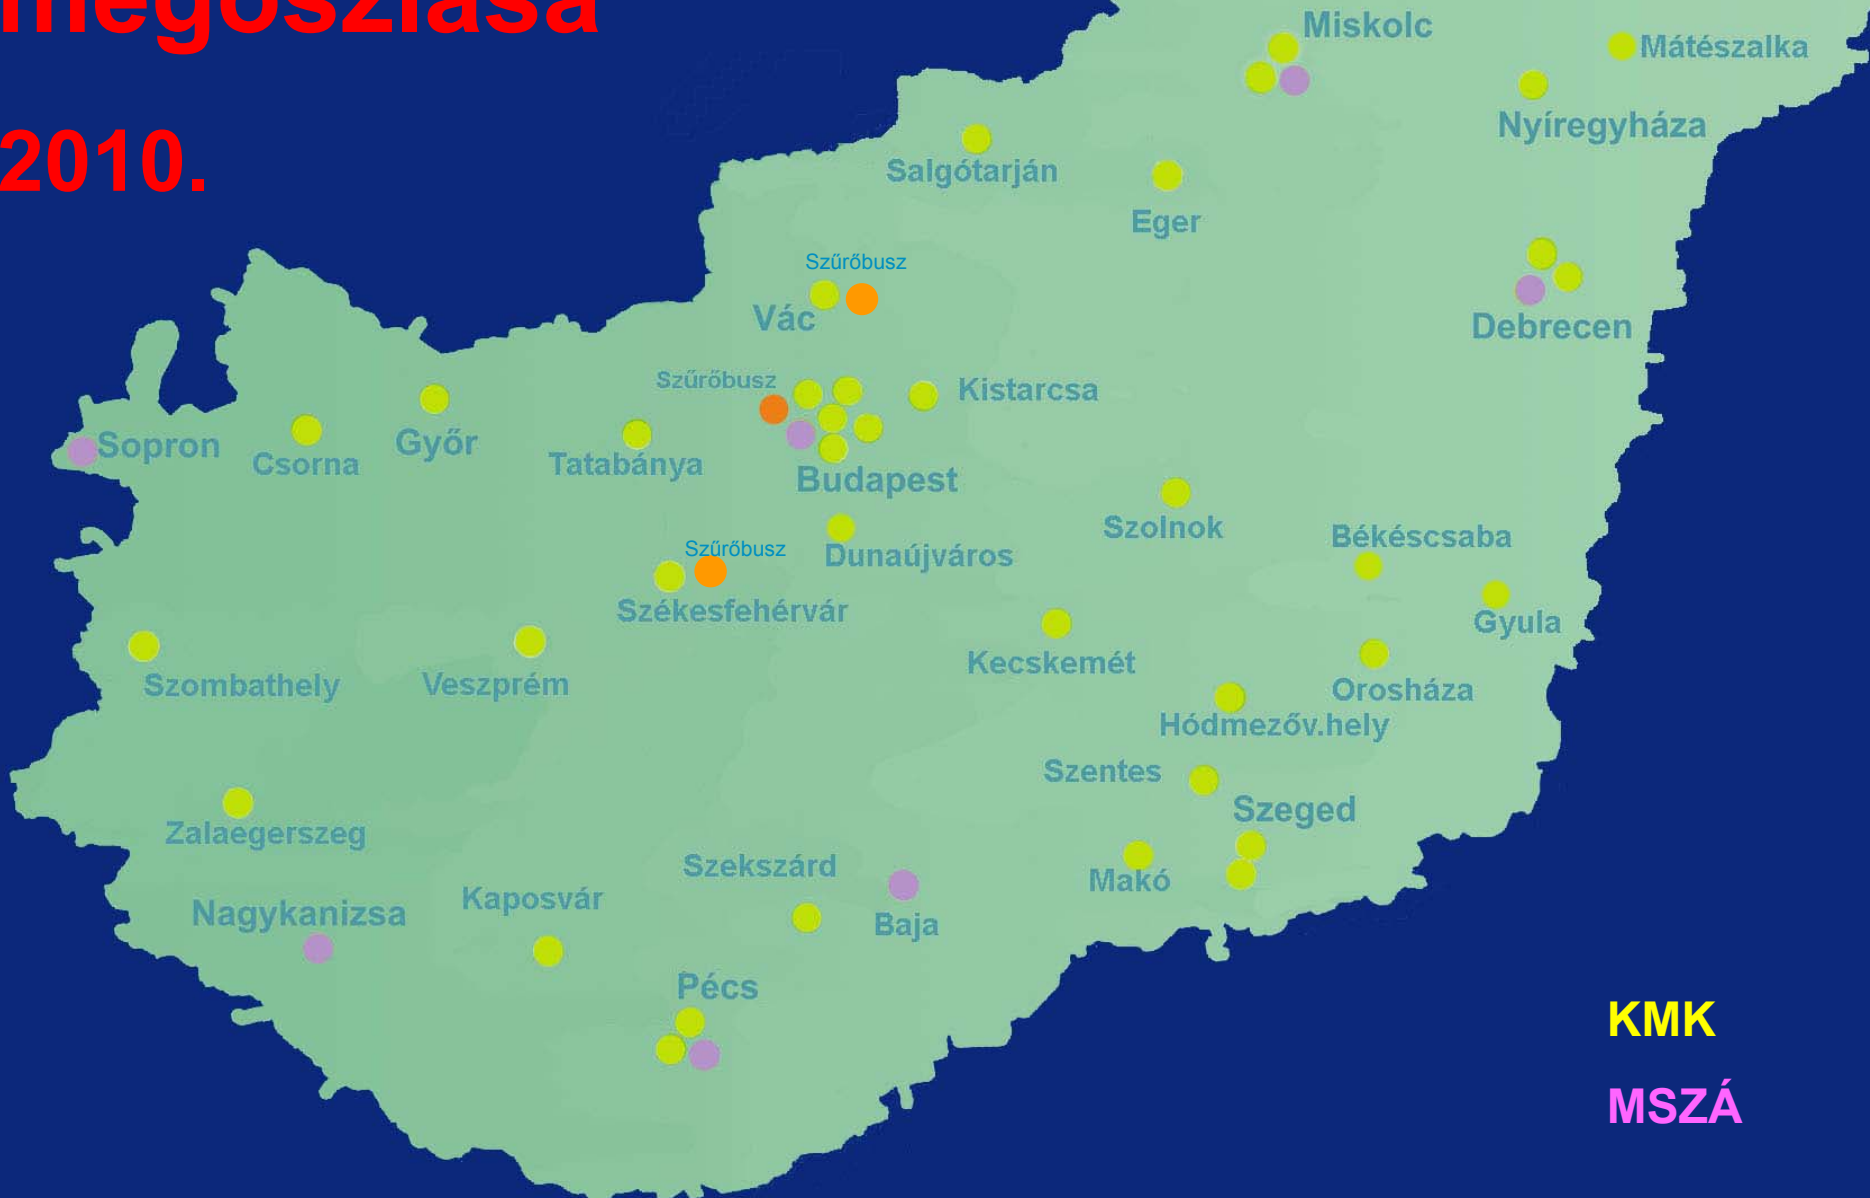 megoszlása
2010.
Miskolc
Mátészalka
Nyíregyháza
Salgótarján
Eger
Szűrőbusz
Vác
Debrecen
Szűrőbusz
Kistarcsa
Sopron
Csorna
Győr
Tatabánya
Budapest
Szolnok
Békéscsaba
Szűrőbusz
Dunaújváros
Székesfehérvár
Gyula
Kecskemét
Szombathely
Veszprém
Orosháza
Hódmezőv.hely
Szentes
Szeged
Zalaegerszeg
Szekszárd
Makó
Nagykanizsa
Kaposvár
Baja
Pécs
KMK
MSZÁ